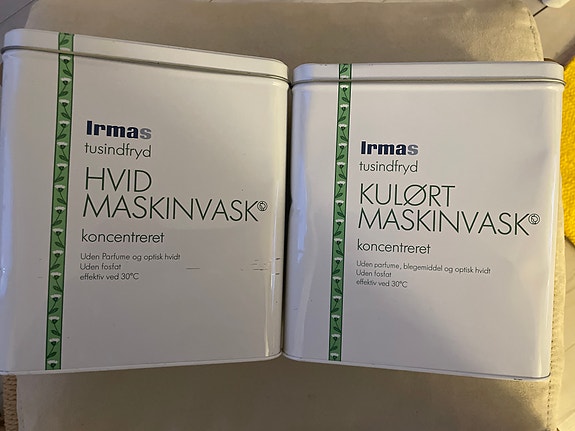 Irmas
tusindfryd
HVID
MASKINVASK©
koncentreret
Uden Parfume og optisk hvidt
Uden fosfat
effektiv ved 30°C
Irmas
tusindfryd
KULØRT
MASKINVASK©
koncentreret
Uden parfume, blegemiddel og optisk hvidt
Uden fosfat
effektiv ved 30°C